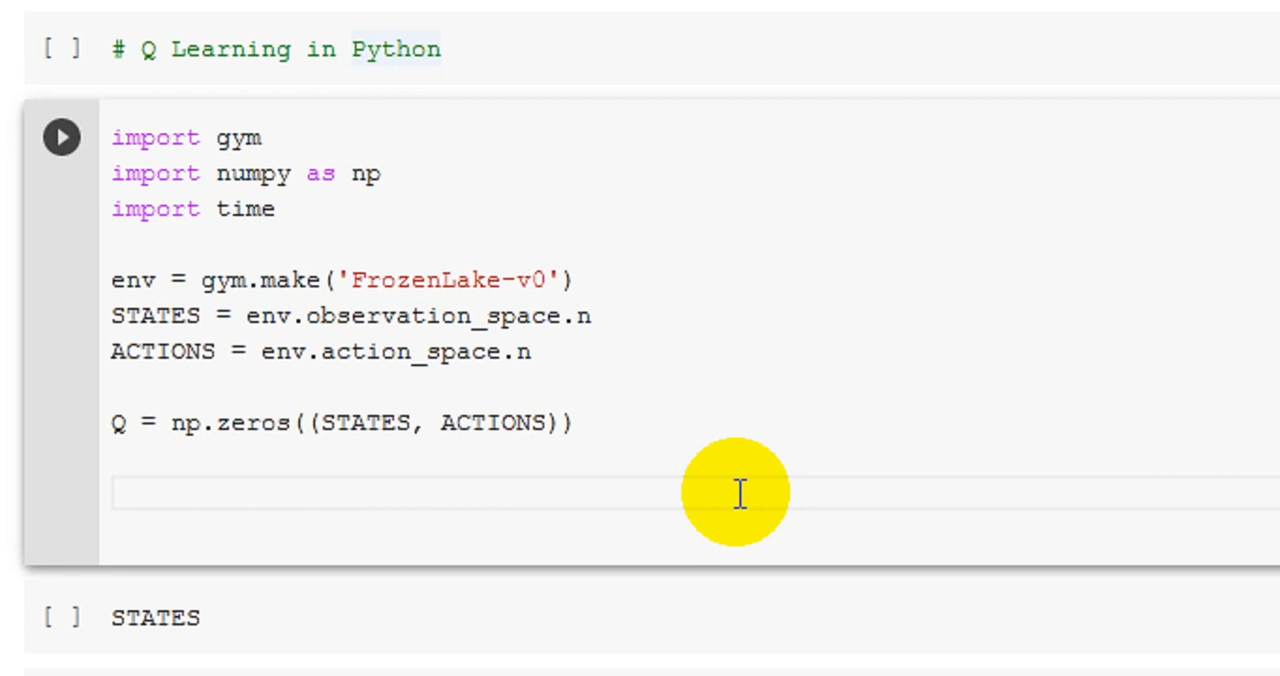 [ ] # Q Learning in Python
import gym
import numpy as np
import time
env = gym.make('FrozenLake-v0')
STATES = env.observation_space.n
ACTIONS = env.action_space.n
Q = np.zeros((STATES, ACTIONS))
[ ] STATES